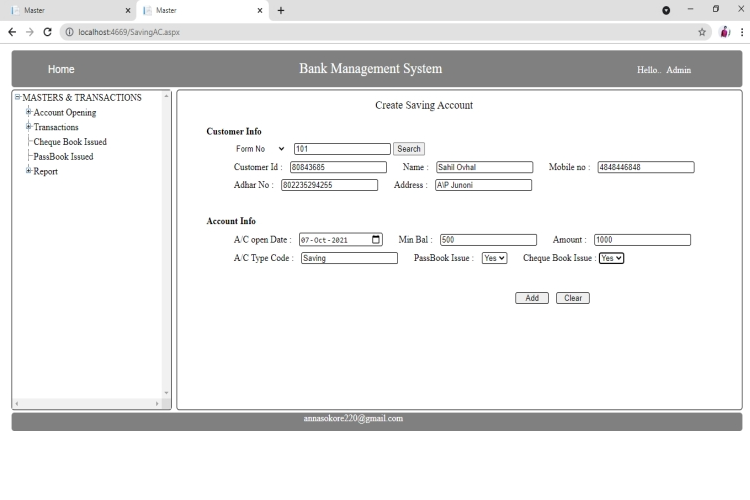 Master Master
localhost:4669/SavingAC.aspx
Home Bank Management System Hello.. Admin
MASTERS & TRANSACTIONS
Account Opening
Transactions
Cheque Book Issued
PassBook Issued
Report
Create Saving Account
Customer Info
Form No 101 Search
Customer Id : 80843685 Name : Sahil Ovhal Mobile no : 4848446848
Adhar No : 802235294255 Address : A\P Junoni
Account Info
A/C open Date : 07-Oct-2021 Min Bal : 500 Amount : 1000
A/C Type Code : Saving PassBook Issue : Yes Cheque Book Issue : Yes
Add Clear
annasokore220@gmail.com